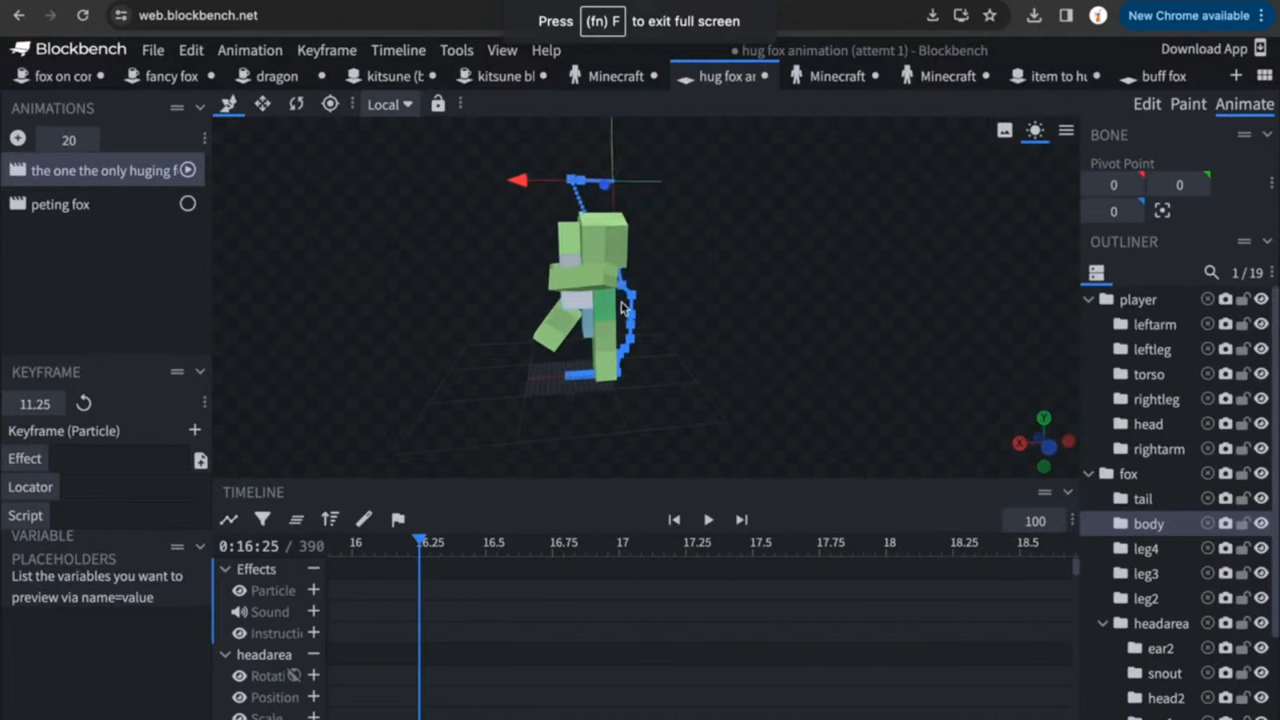 web.blockbench.net
Press (fn) F to exit full screen
New Chrome available
Blockbench File Edit Animation Keyframe Timeline Tools View Help
hug fox animation (attemt 1) - Blockbench
Download App
fox on cor fancy fox dragon kitsune (b kitsune bl Minecraft hug fox ar Minecraft Minecraft item to hu buff fox
ANIMATIONS
20
the one the only huging f
peting fox
Local
Edit Paint Animate
BONE
Pivot Point
0 0
0
OUTLINER
1/19
player
leftarm
leftleg
torso
rightleg
head
rightarm
fox
tail
body
leg4
leg3
leg2
headarea
ear2
snout
head2
KEYFRAME
11.25
Keyframe (Particle)
Effect
Locator
Script
VARIABLE
PLACEHOLDERS
List the variables you want to
preview via name=value
TIMELINE
100
0:16:25 / 390
16 6.25 16.5 16.75 17 17.25 17.5 17.75 18 18.25 18.5
Effects
Particle
Sound
Instructi
headarea
Rotati
Position
Scale
X Y Z